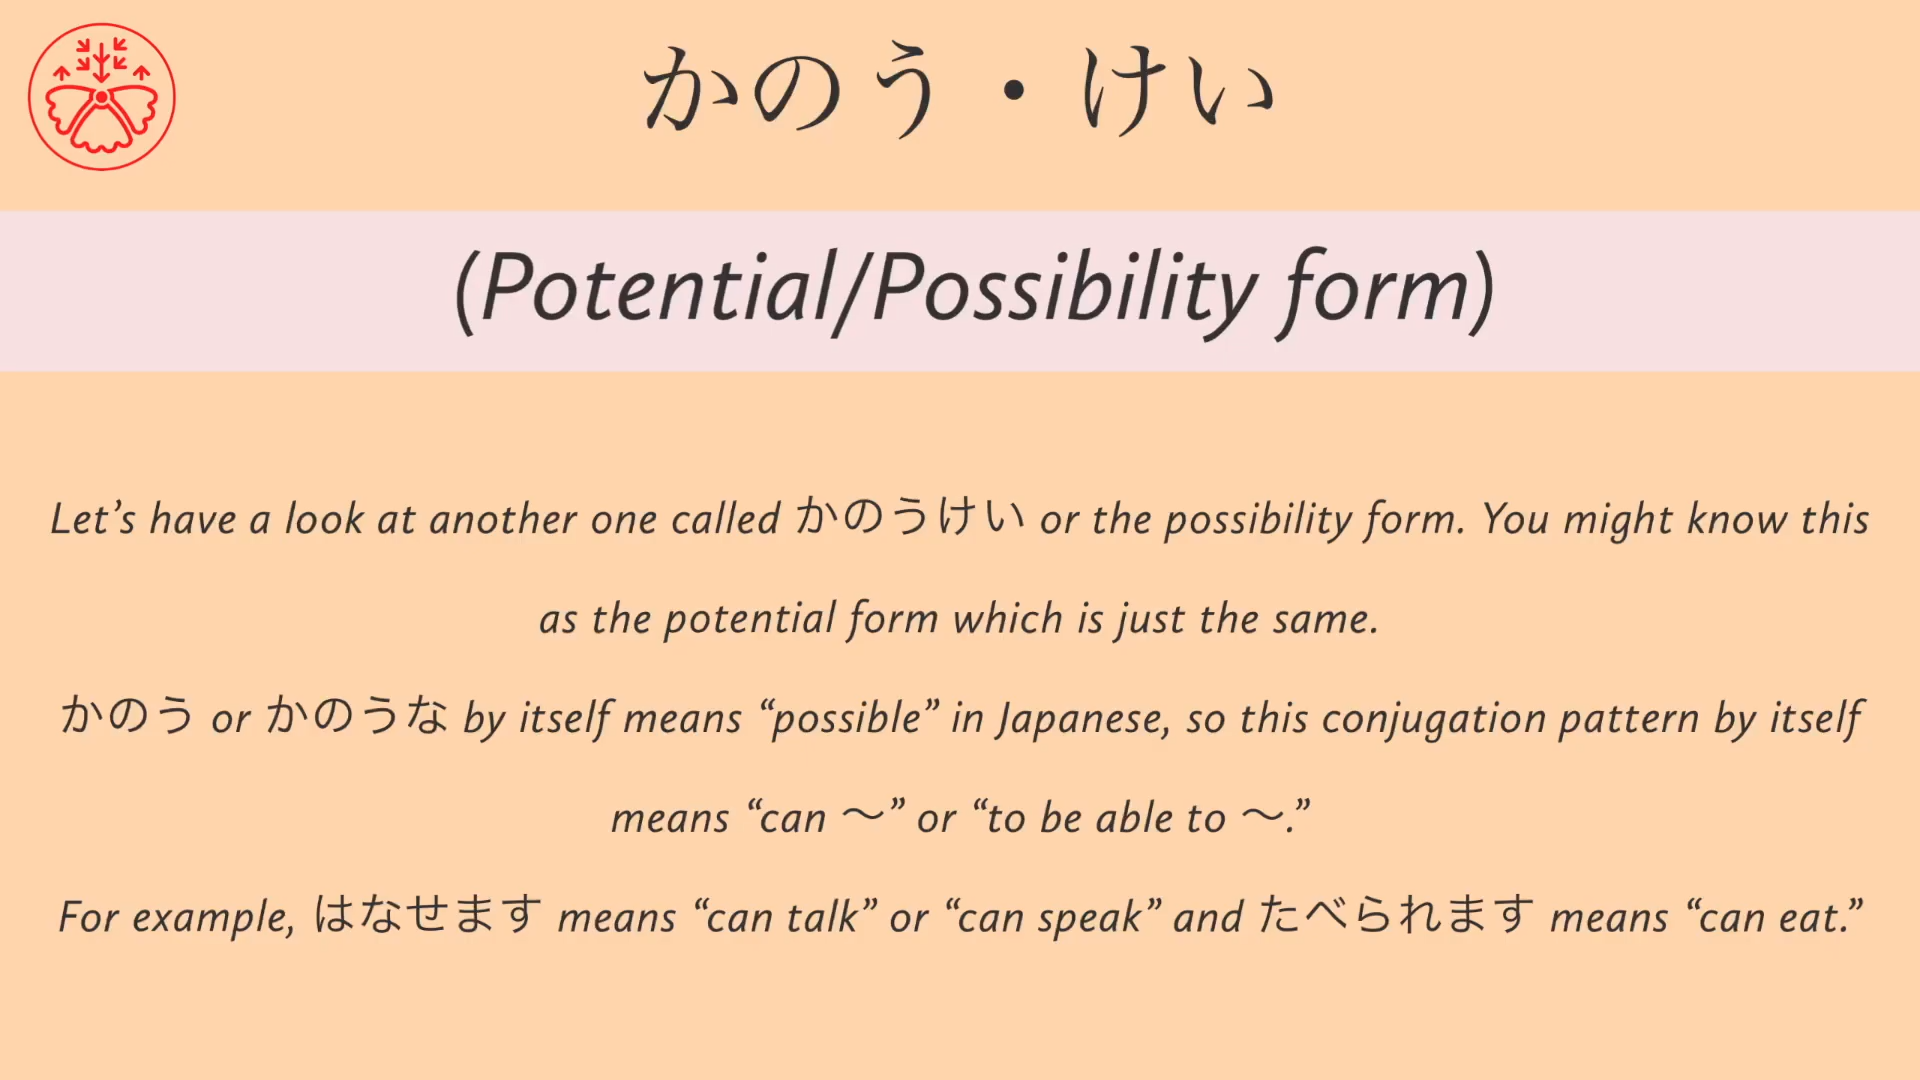 かのう・けい
(Potential/Possibility form)
Let’s have a look at another one called かのうけい or the possibility form. You might know this
as the potential form which is just the same.
かのう or かのうな by itself means “possible” in Japanese, so this conjugation pattern by itself
means “can 〜” or “to be able to 〜.”
For example, はなせます means “can talk” or “can speak” and たべられます means “can eat.”